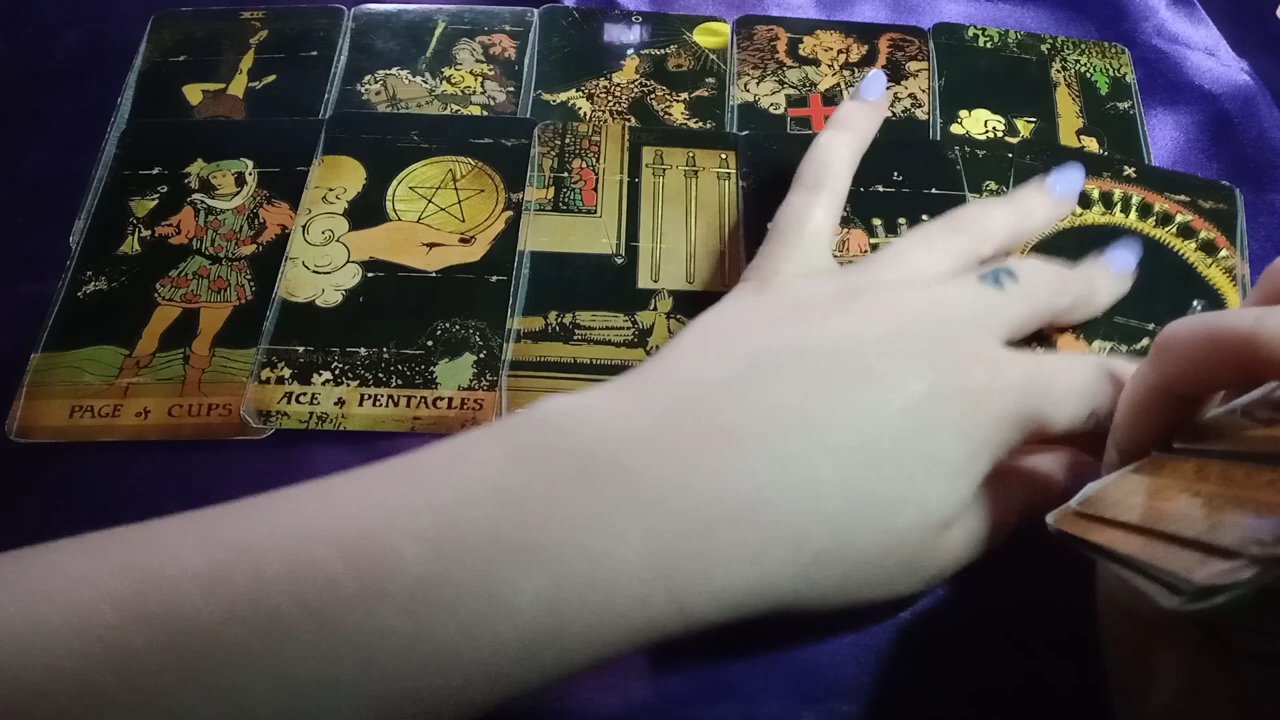 XII
O
X
PAGE of CUPS
ACE of PENTACLES